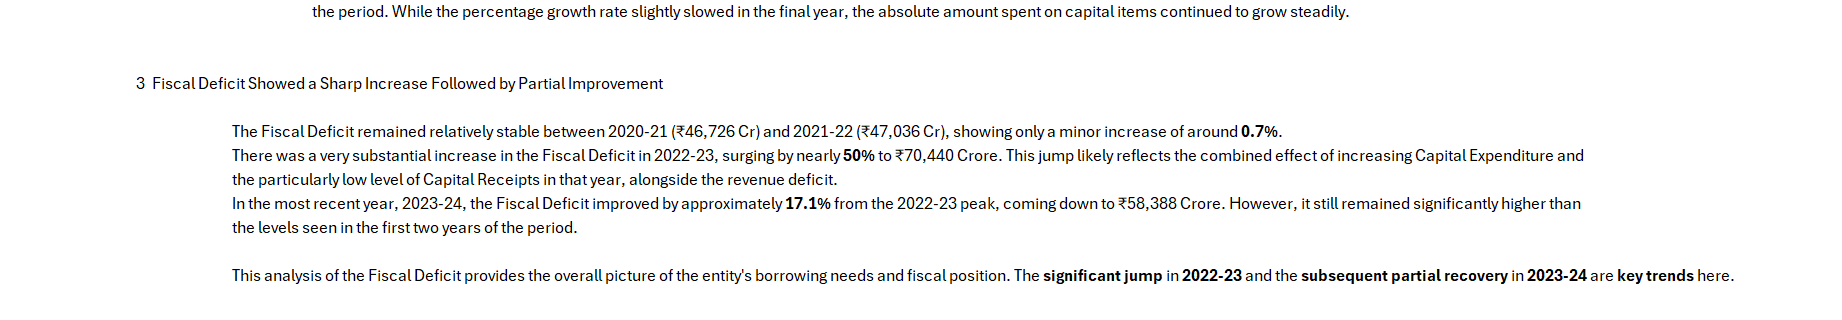 the period. While the percentage growth rate slightly slowed in the final year, the absolute amount spent on capital items continued to grow steadily.
3 Fiscal Deficit Showed a Sharp Increase Followed by Partial Improvement
The Fiscal Deficit remained relatively stable between 2020-21 (₹46,726 Cr) and 2021-22 (₹47,036 Cr), showing only a minor increase of around 0.7%.
There was a very substantial increase in the Fiscal Deficit in 2022-23, surging by nearly 50% to ₹70,440 Crore. This jump likely reflects the combined effect of increasing Capital Expenditure and
the particularly low level of Capital Receipts in that year, alongside the revenue deficit.
In the most recent year, 2023-24, the Fiscal Deficit improved by approximately 17.1% from the 2022-23 peak, coming down to ₹58,388 Crore. However, it still remained significantly higher than
the levels seen in the first two years of the period.
This analysis of the Fiscal Deficit provides the overall picture of the entity's borrowing needs and fiscal position. The significant jump in 2022-23 and the subsequent partial recovery in 2023-24 are key trends here.